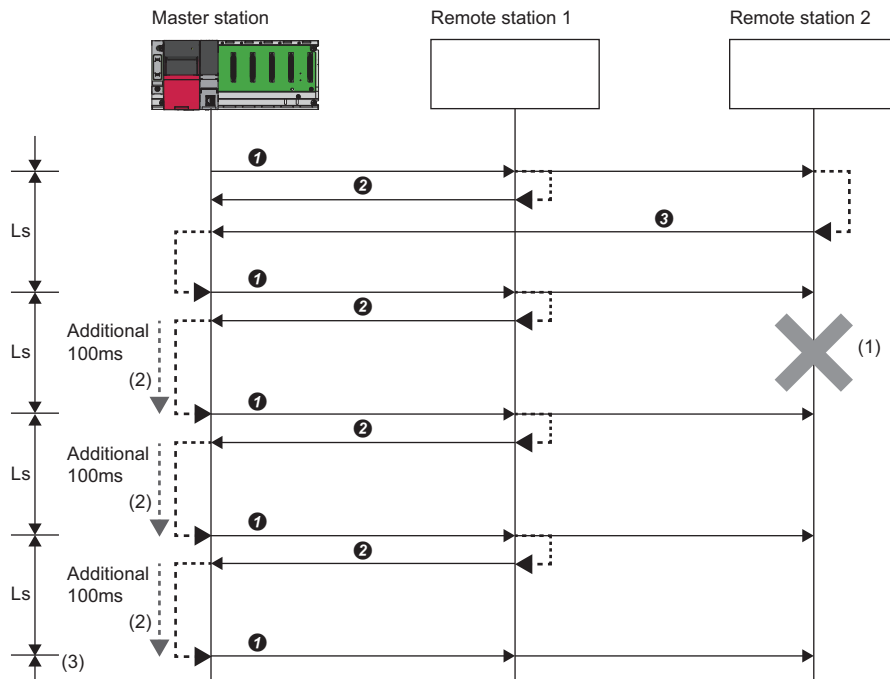 Master station
Remote station 1
Remote station 2
❶
❷
❸
Ls
❶
❷
Additional
100ms
(2)
Ls
(1)
❶
❷
Additional
100ms
(2)
Ls
❶
❷
Additional
100ms
(2)
Ls
❶
(3)